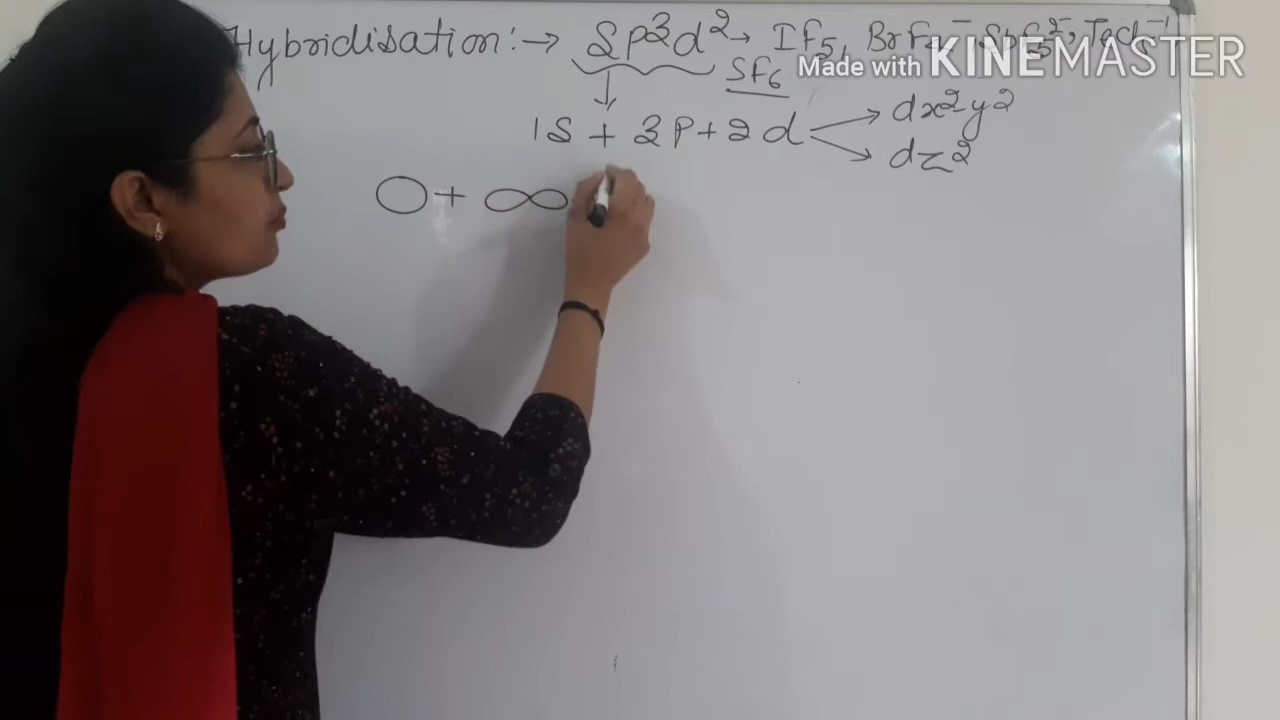 Hybridisation:→ Sp³d² → IF₅, BrF₄⁻
SF₆
Made with KINEMASTER
1S + 3P + 2d → dx²-y²
→ dz²
O + ∞